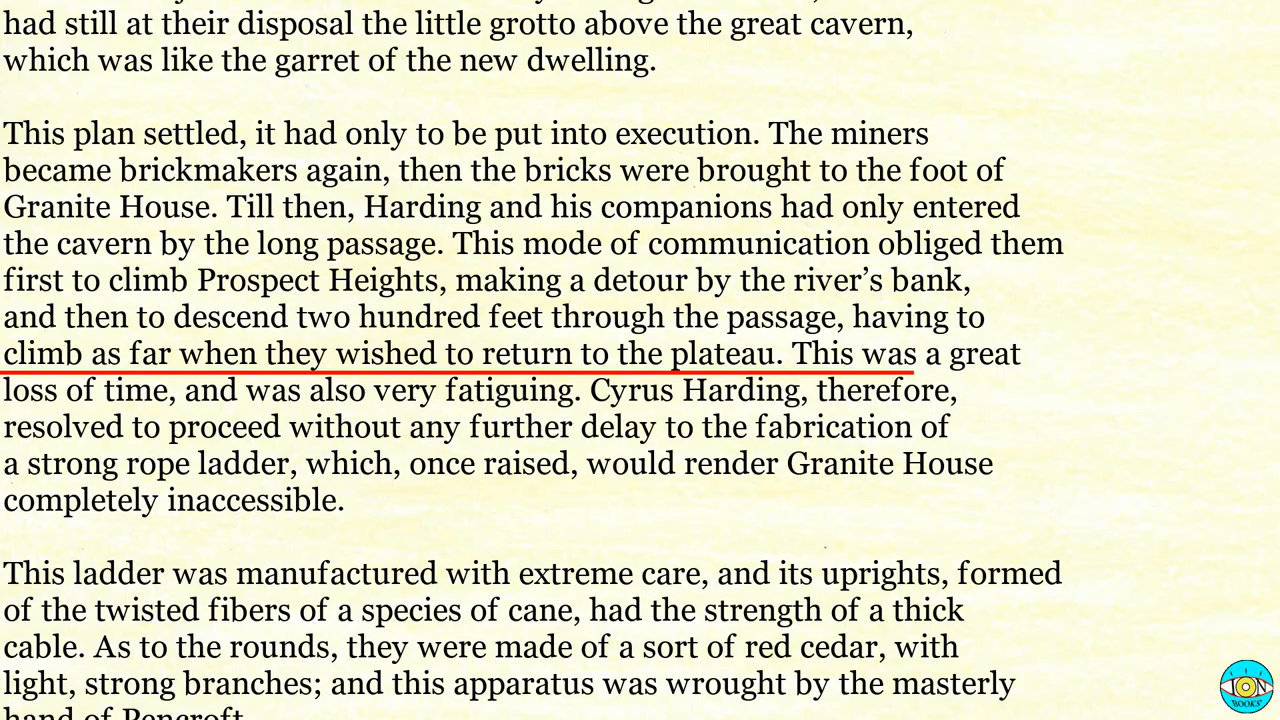 had still at their disposal the little grotto above the great cavern,
which was like the garret of the new dwelling.
This plan settled, it had only to be put into execution. The miners
became brickmakers again, then the bricks were brought to the foot of
Granite House. Till then, Harding and his companions had only entered
the cavern by the long passage. This mode of communication obliged them
first to climb Prospect Heights, making a detour by the river’s bank,
and then to descend two hundred feet through the passage, having to
climb as far when they wished to return to the plateau. This was a great
loss of time, and was also very fatiguing. Cyrus Harding, therefore,
resolved to proceed without any further delay to the fabrication of
a strong rope ladder, which, once raised, would render Granite House
completely inaccessible.
This ladder was manufactured with extreme care, and its uprights, formed
of the twisted fibers of a species of cane, had the strength of a thick
cable. As to the rounds, they were made of a sort of red cedar, with
light, strong branches; and this apparatus was wrought by the masterly
hand of Pencroft.
ION
BOOKS